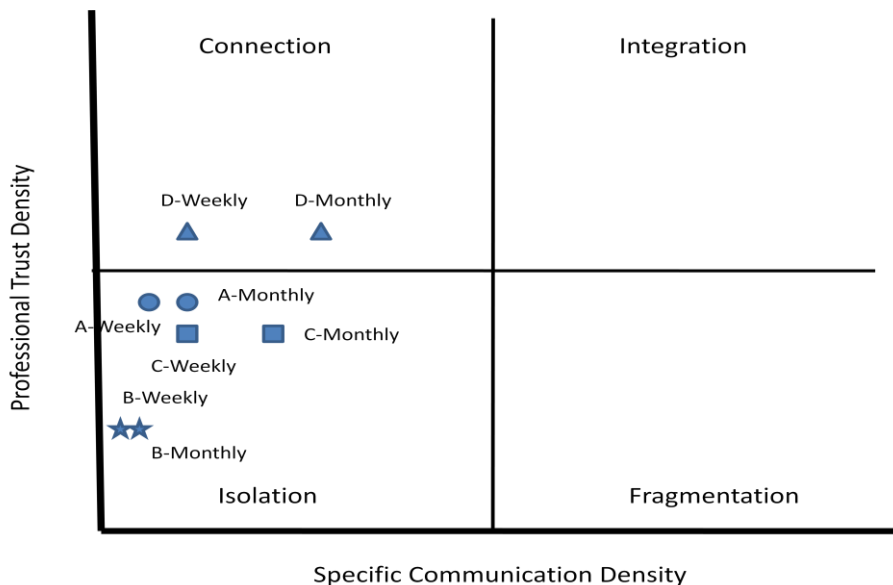 Connection
Integration
D-Weekly
D-Monthly
Professional Trust Density
A-Monthly
A-Weekly
C-Monthly
C-Weekly
B-Weekly
B-Monthly
Isolation
Fragmentation
Specific Communication Density